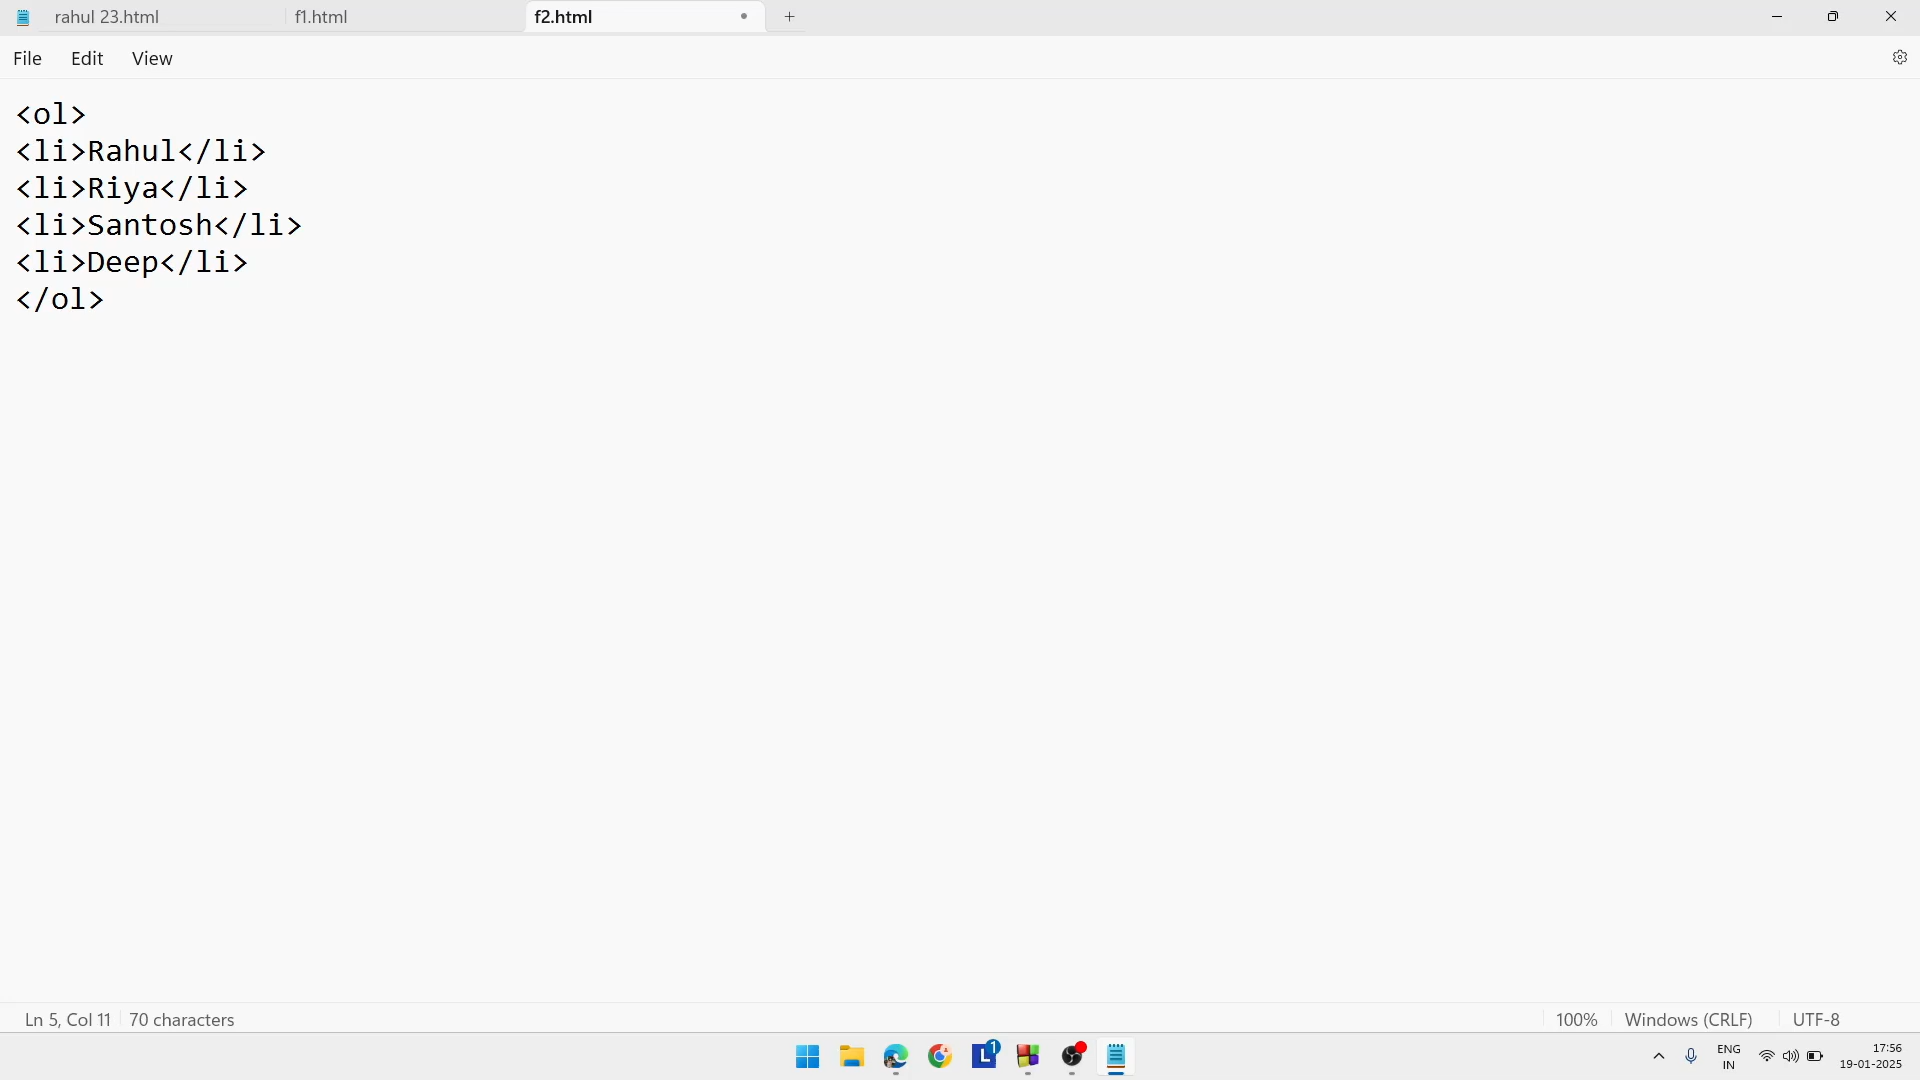 rahul 23.html f1.html f2.html
File Edit View
<ol>
<li>Rahul</li>
<li>Riya</li>
<li>Santosh</li>
<li>Deep</li>
</ol>
Ln 5, Col 11 70 characters 100% Windows (CRLF) UTF-8
L 1 ENG 17:56
IN 19-01-2025